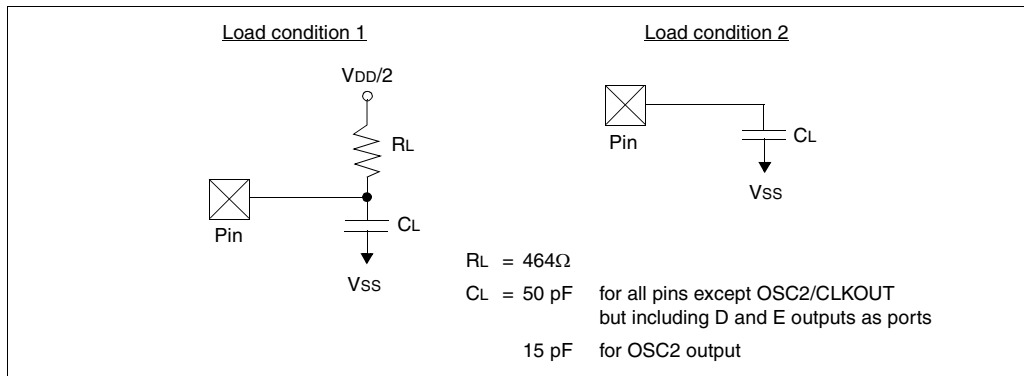 Load condition 1
VDD/2
RL
Pin
CL
VSS
Load condition 2
Pin
CL
VSS
RL = 464Ω
CL = 50 pF for all pins except OSC2/CLKOUT
but including D and E outputs as ports
15 pF for OSC2 output